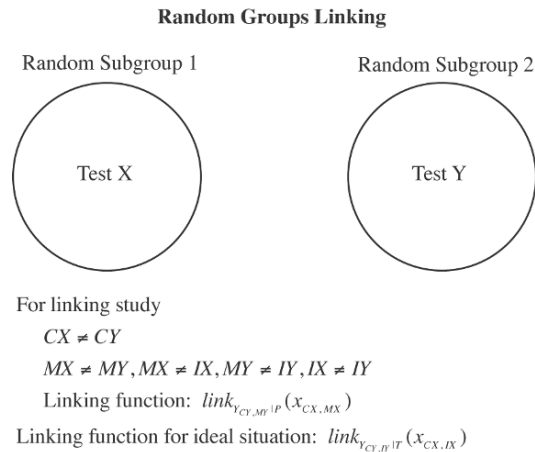 Random Groups Linking
Random Subgroup 1
Random Subgroup 2
Test X
Test Y
For linking study
CX ≠ CY
MX ≠ MY, MX ≠ IX, MY ≠ IY, IX ≠ IY
Linking function: link_{Y_{CY,MY}|P}(x_{CX,MX})
Linking function for ideal situation: link_{Y_{CY,IY}|T}(x_{CX,IX})